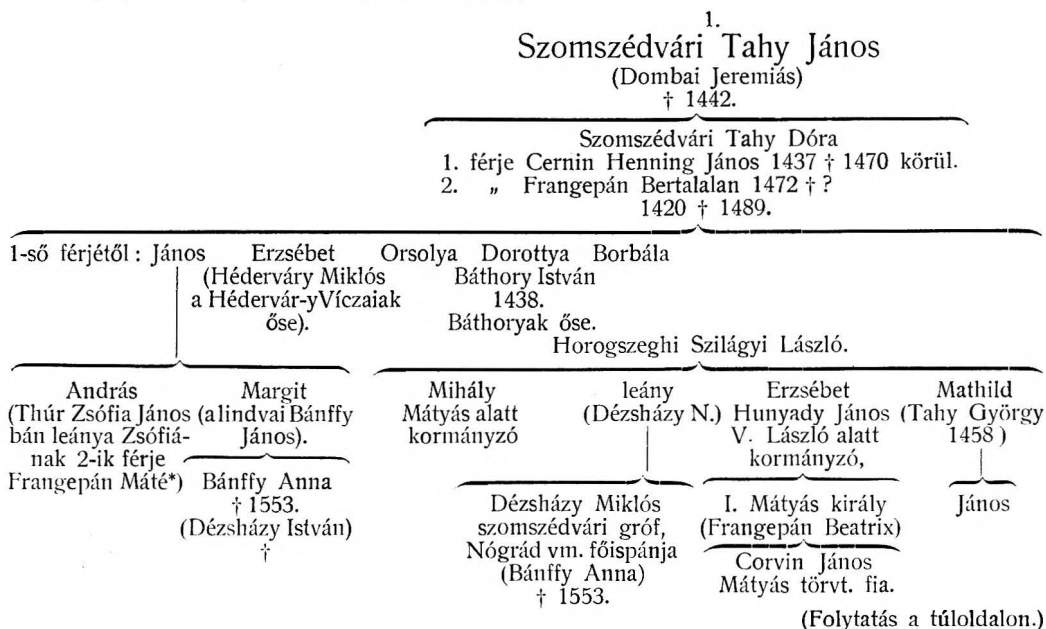 1.
Szomszédvári Tahy János
(Dombai Jeremiás)
† 1442.
Szomszédvári Tahy Dóra
1. férje Cernin Henning János 1437 † 1470 körül.
2. „ Frangepán Bertalalan 1472 † ?
1420 † 1489.
1-ső férjétől : János Erzsébet Orsolya Dorottya Borbála
(Héderváry Miklós Báthory István
a Hédervár-yVíczaiak 1438.
őse). Báthoryak őse.
Horogszeghi Szilágyi László.
András Margit Mihály leány Erzsébet Mathild
(Thúr Zsófia János (alindvai Bánffy Mátyás alatt (Dézsházy N.) Hunyady János (Tahy György
bán leánya Zsófiá- János). kormányzó V. László alatt 1458)
nak 2-ik férje kormányzó,
Frangepán Máté*) Bánffy Anna
† 1553. Dézsházy Miklós I. Mátyás király János
(Dézsházy István) szomszédvári gróf, (Frangepán Beatrix)
† Nógrád vm. főispánja Corvin János
(Bánffy Anna) Mátyás törvt. fia.
† 1553.
(Folytatás a túloldalon.)